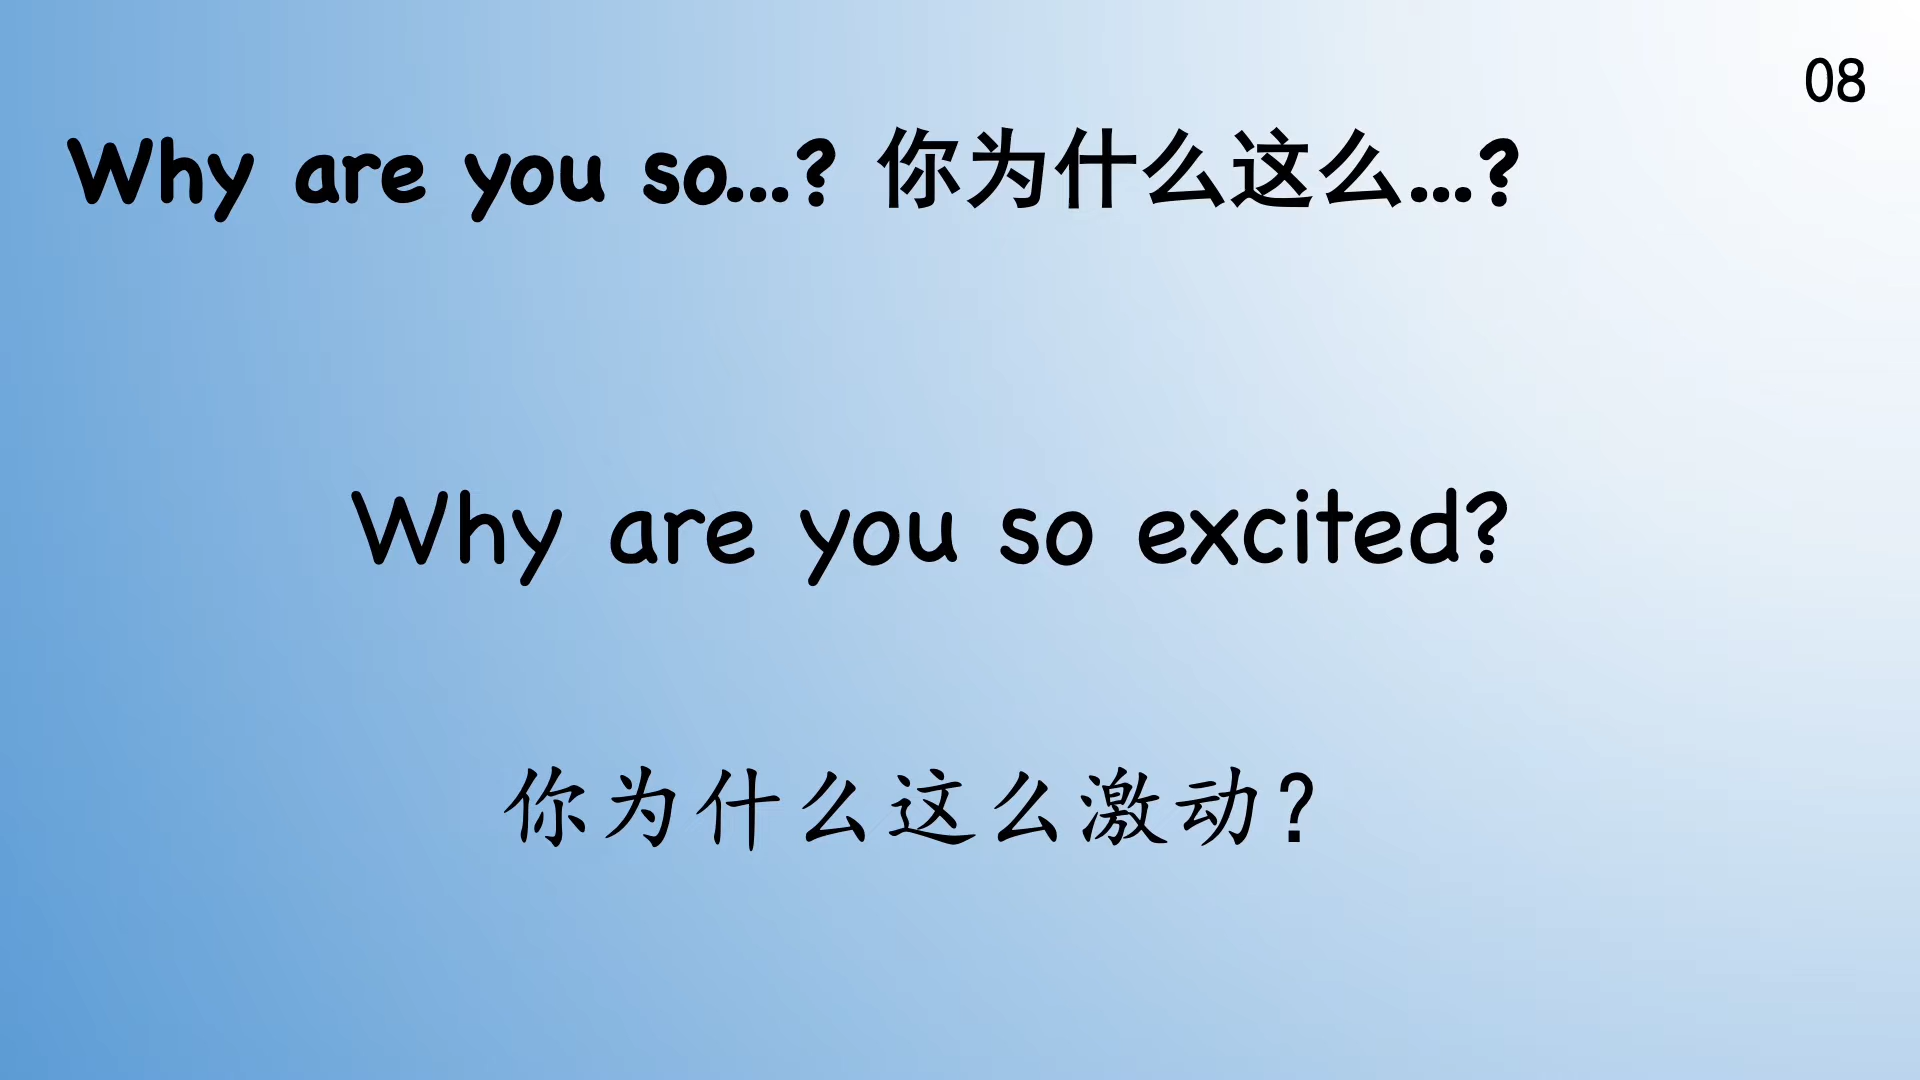 08
Why are you so...? 你为什么这么...?
Why are you so excited?
你为什么这么激动?